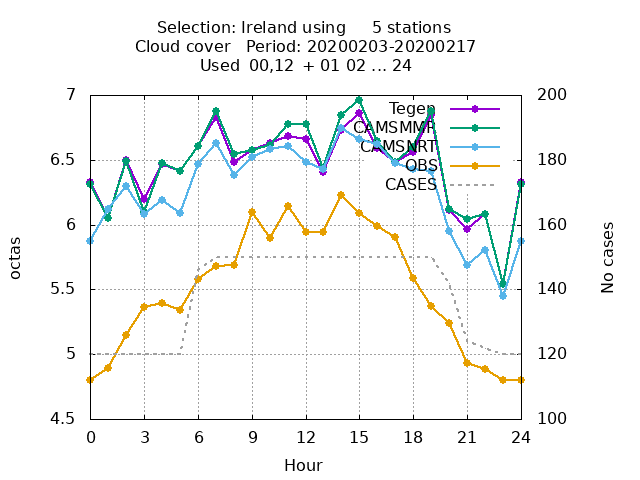 Selection: Ireland using 5 stations
Cloud cover Period: 20200203-20200217
Used 00,12 + 01 02 ... 24
7
6.5
6
5.5
5
4.5
200
180
160
140
120
100
Tegen
CAMSMMR
CAMSNRT
OBS
CASES
octas
No cases
0 3 6 9 12 15 18 21 24
Hour